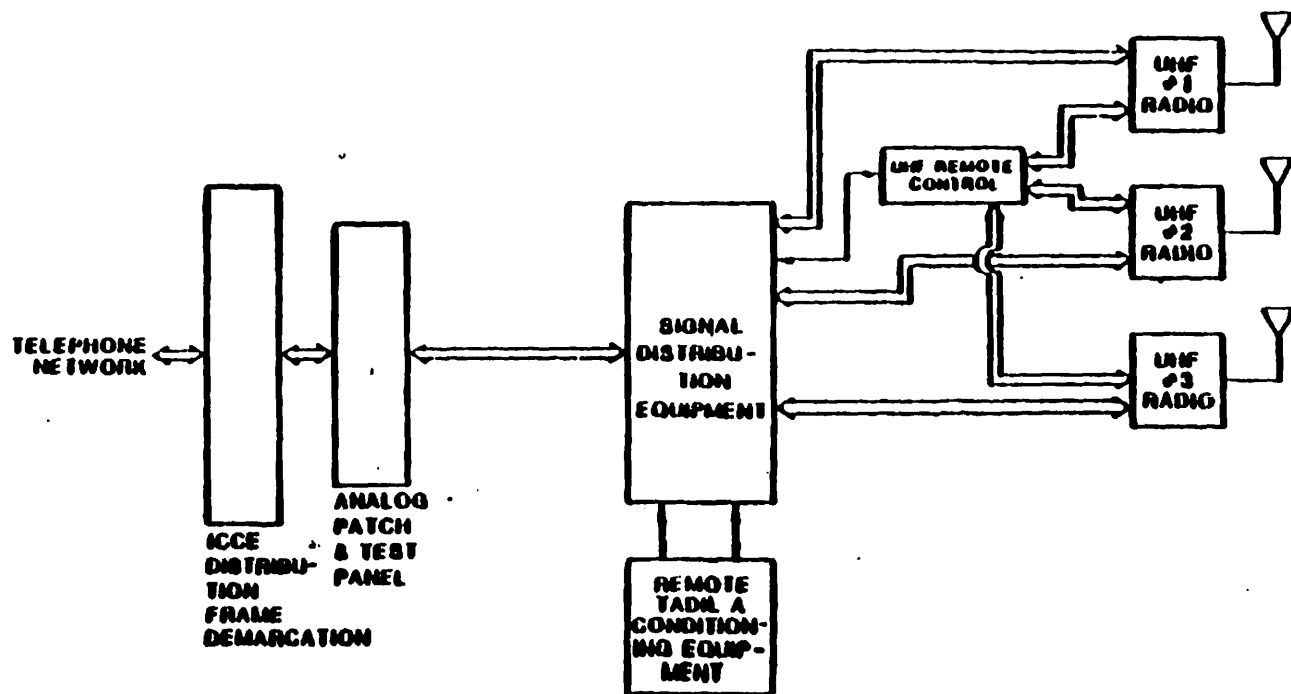 TELEPHONE
NETWORK
ICCE
DISTRIBU-
TION
FRAME
DEMARCATION
ANALOG
PATCH
& TEST
PANEL
SIGNAL
DISTRIBU-
TION
EQUIPMENT
REMOTE
TADIL A
CONDITION-
ING EQUIP-
MENT
UHF REMOTE
CONTROL
UHF
#1
RADIO
UHF
#2
RADIO
UHF
#3
RADIO